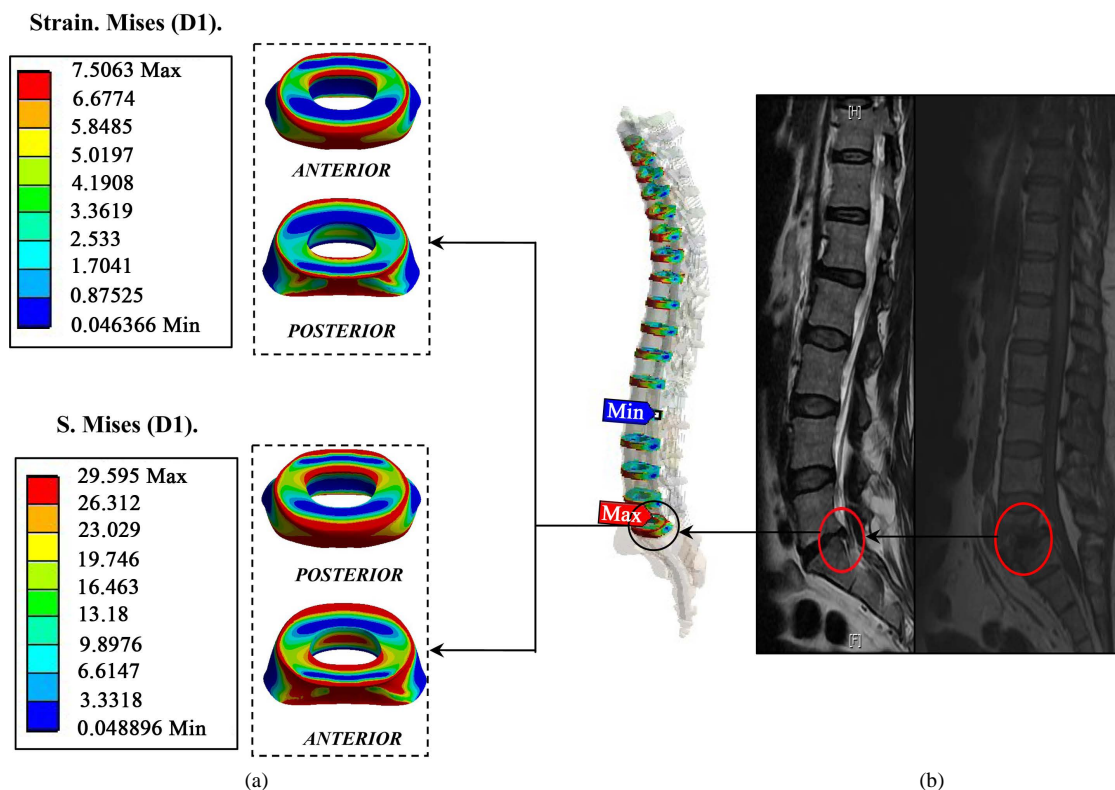 Strain. Mises (D1).
7.5063 Max
6.6774
5.8485
5.0197
4.1908
3.3619
2.533
1.7041
0.87525
0.046366 Min
ANTERIOR
POSTERIOR
S. Mises (D1).
29.595 Max
26.312
23.029
19.746
16.463
13.18
9.8976
6.6147
3.3318
0.048896 Min
POSTERIOR
ANTERIOR
Min
Max
[H]
[F]
(a)
(b)